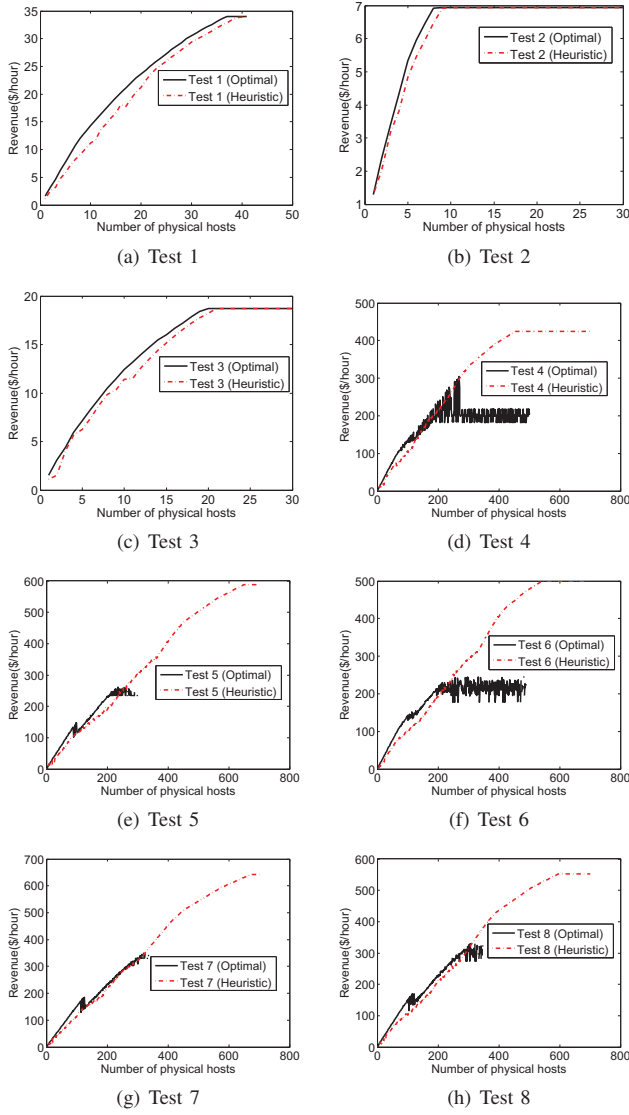 35
30
25
20
15
10
5
0
Revenue($/hour)
Test 1 (Optimal)
Test 1 (Heuristic)
0 10 20 30 40 50
Number of physical hosts
(a) Test 1
7
6
5
4
3
2
1
Revenue($/hour)
Test 2 (Optimal)
Test 2 (Heuristic)
0 5 10 15 20 25 30
Number of physical hosts
(b) Test 2
20
15
10
5
0
Revenue($/hour)
Test 3 (Optimal)
Test 3 (Heuristic)
0 5 10 15 20 25 30
Number of physical hosts
(c) Test 3
500
400
300
200
100
0
Revenue($/hour)
Test 4 (Optimal)
Test 4 (Heuristic)
0 200 400 600 800
Number of physical hosts
(d) Test 4
600
500
400
300
200
100
0
Revenue($/hour)
Test 5 (Optimal)
Test 5 (Heuristic)
0 200 400 600 800
Number of physical hosts
(e) Test 5
500
400
300
200
100
0
Revenue($/hour)
Test 6 (Optimal)
Test 6 (Heuristic)
0 200 400 600 800
Number of physical hosts
(f) Test 6
700
600
500
400
300
200
100
0
Revenue($/hour)
Test 7 (Optimal)
Test 7 (Heuristic)
0 200 400 600 800
Number of physical hosts
(g) Test 7
600
500
400
300
200
100
0
Revenue($/hour)
Test 8 (Optimal)
Test 8 (Heuristic)
0 200 400 600 800
Number of physical hosts
(h) Test 8